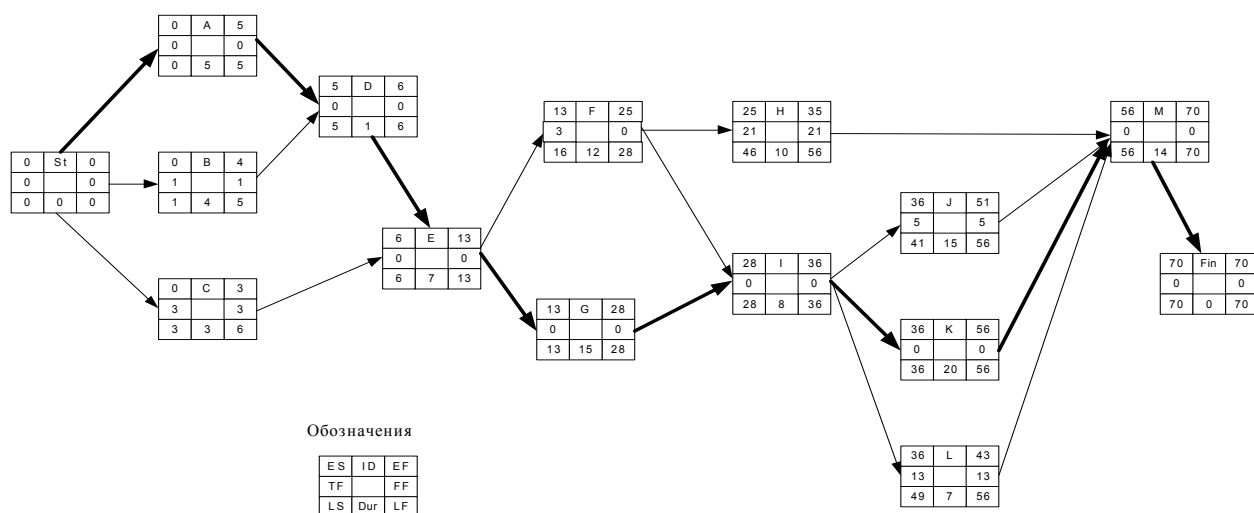 0 A 5
0 0
0 5 5
5 D 6
0 0
5 1 6
13 F 25
3 0
16 12 28
25 H 35
21 21
46 10 56
56 M 70
0 0
56 14 70
0 St 0
0 0
0 0 0
0 B 4
1 1
1 4 5
36 J 51
5 5
41 15 56
6 E 13
0 0
6 7 13
28 I 36
0 0
28 8 36
70 Fin 70
0 0
70 0 70
0 C 3
3 3
3 3 6
13 G 28
0 0
13 15 28
36 K 56
0 0
36 20 56
Обозначения
36 L 43
13 13
49 7 56
ES ID EF
TF FF
LS Dur LF